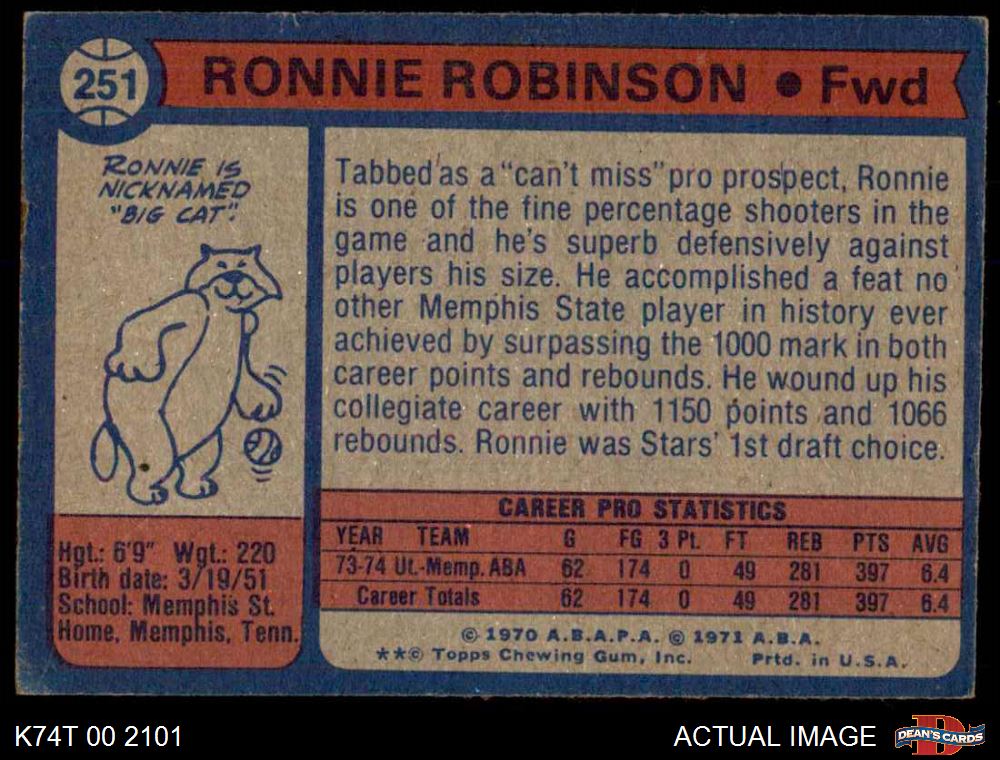 251
RONNIE ROBINSON • Fwd
RONNIE IS
NICKNAMED
"BIG CAT".
Tabbed as a "can't miss" pro prospect, Ronnie
is one of the fine percentage shooters in the
game and he's superb defensively against
players his size. He accomplished a feat no
other Memphis State player in history ever
achieved by surpassing the 1000 mark in both
career points and rebounds. He wound up his
collegiate career with 1150 points and 1066
rebounds. Ronnie was Stars' 1st draft choice.
Hgt.: 6'9" Wgt.: 220
Birth date: 3/19/51
School: Memphis St.
Home, Memphis, Tenn.
CAREER PRO STATISTICS
YEAR TEAM G FG 3 Pt. FT REB PTS AVG
73-74 Ut.-Memp. ABA 62 174 0 49 281 397 6.4
Career Totals 62 174 0 49 281 397 6.4
© 1970 A.B.A.P.A. © 1971 A.B.A.
**© Topps Chewing Gum, Inc. Prtd. in U.S.A.
K74T 00 2101
ACTUAL IMAGE
D
DEAN'S CARDS